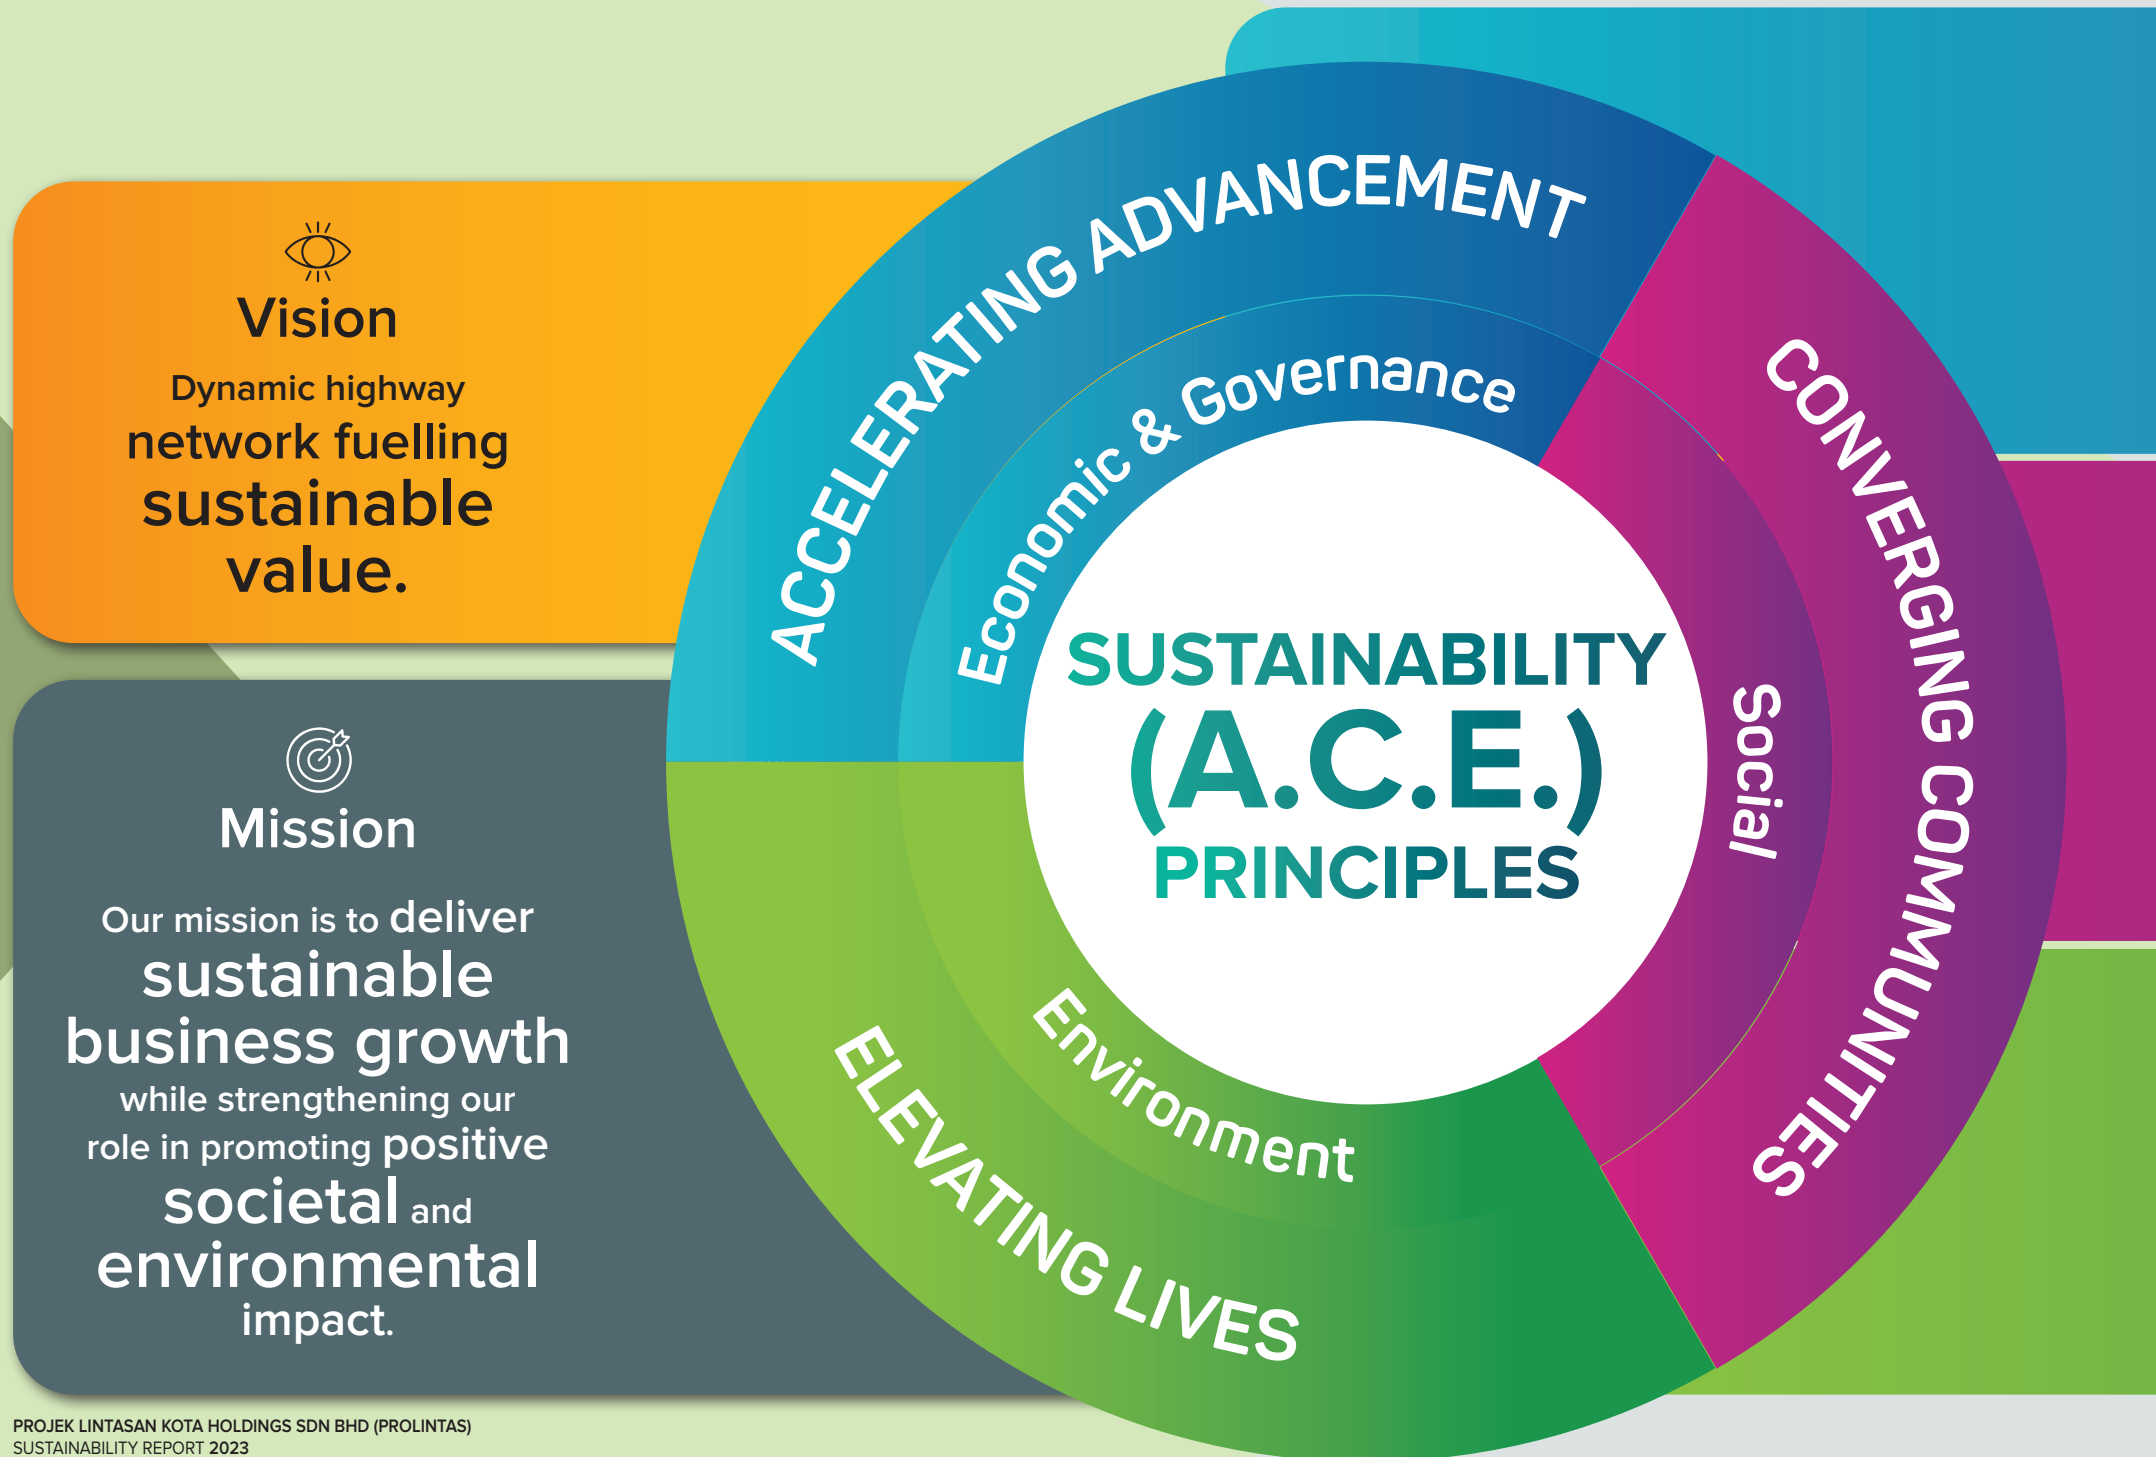 Vision
Dynamic highway
network fuelling
sustainable
value.
Mission
Our mission is to deliver
sustainable
business growth
while strengthening our
role in promoting positive
societal and
environmental
impact.
ACCELERATING ADVANCEMENT
Economic & Governance
CONVERGING COMMUNITIES
Social
ELEVATING LIVES
Environment
SUSTAINABILITY
(A.C.E.)
PRINCIPLES
PROJEK LINTASAN KOTA HOLDINGS SDN BHD (PROLINTAS)
SUSTAINABILITY REPORT 2023